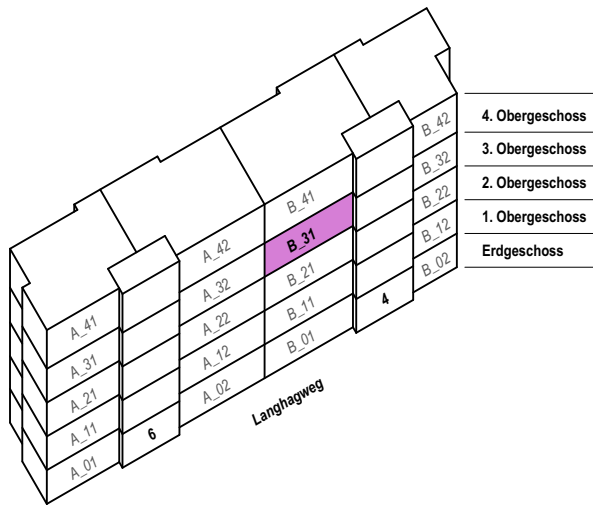 4. Obergeschoss
3. Obergeschoss
2. Obergeschoss
1. Obergeschoss
Erdgeschoss
B_42
B_32
B_22
B_12
B_02
B_41
B_31
B_21
B_11
B_01
A_42
A_32
A_22
A_12
A_02
A_41
A_31
A_21
A_11
A_01
4
6
Langhagweg